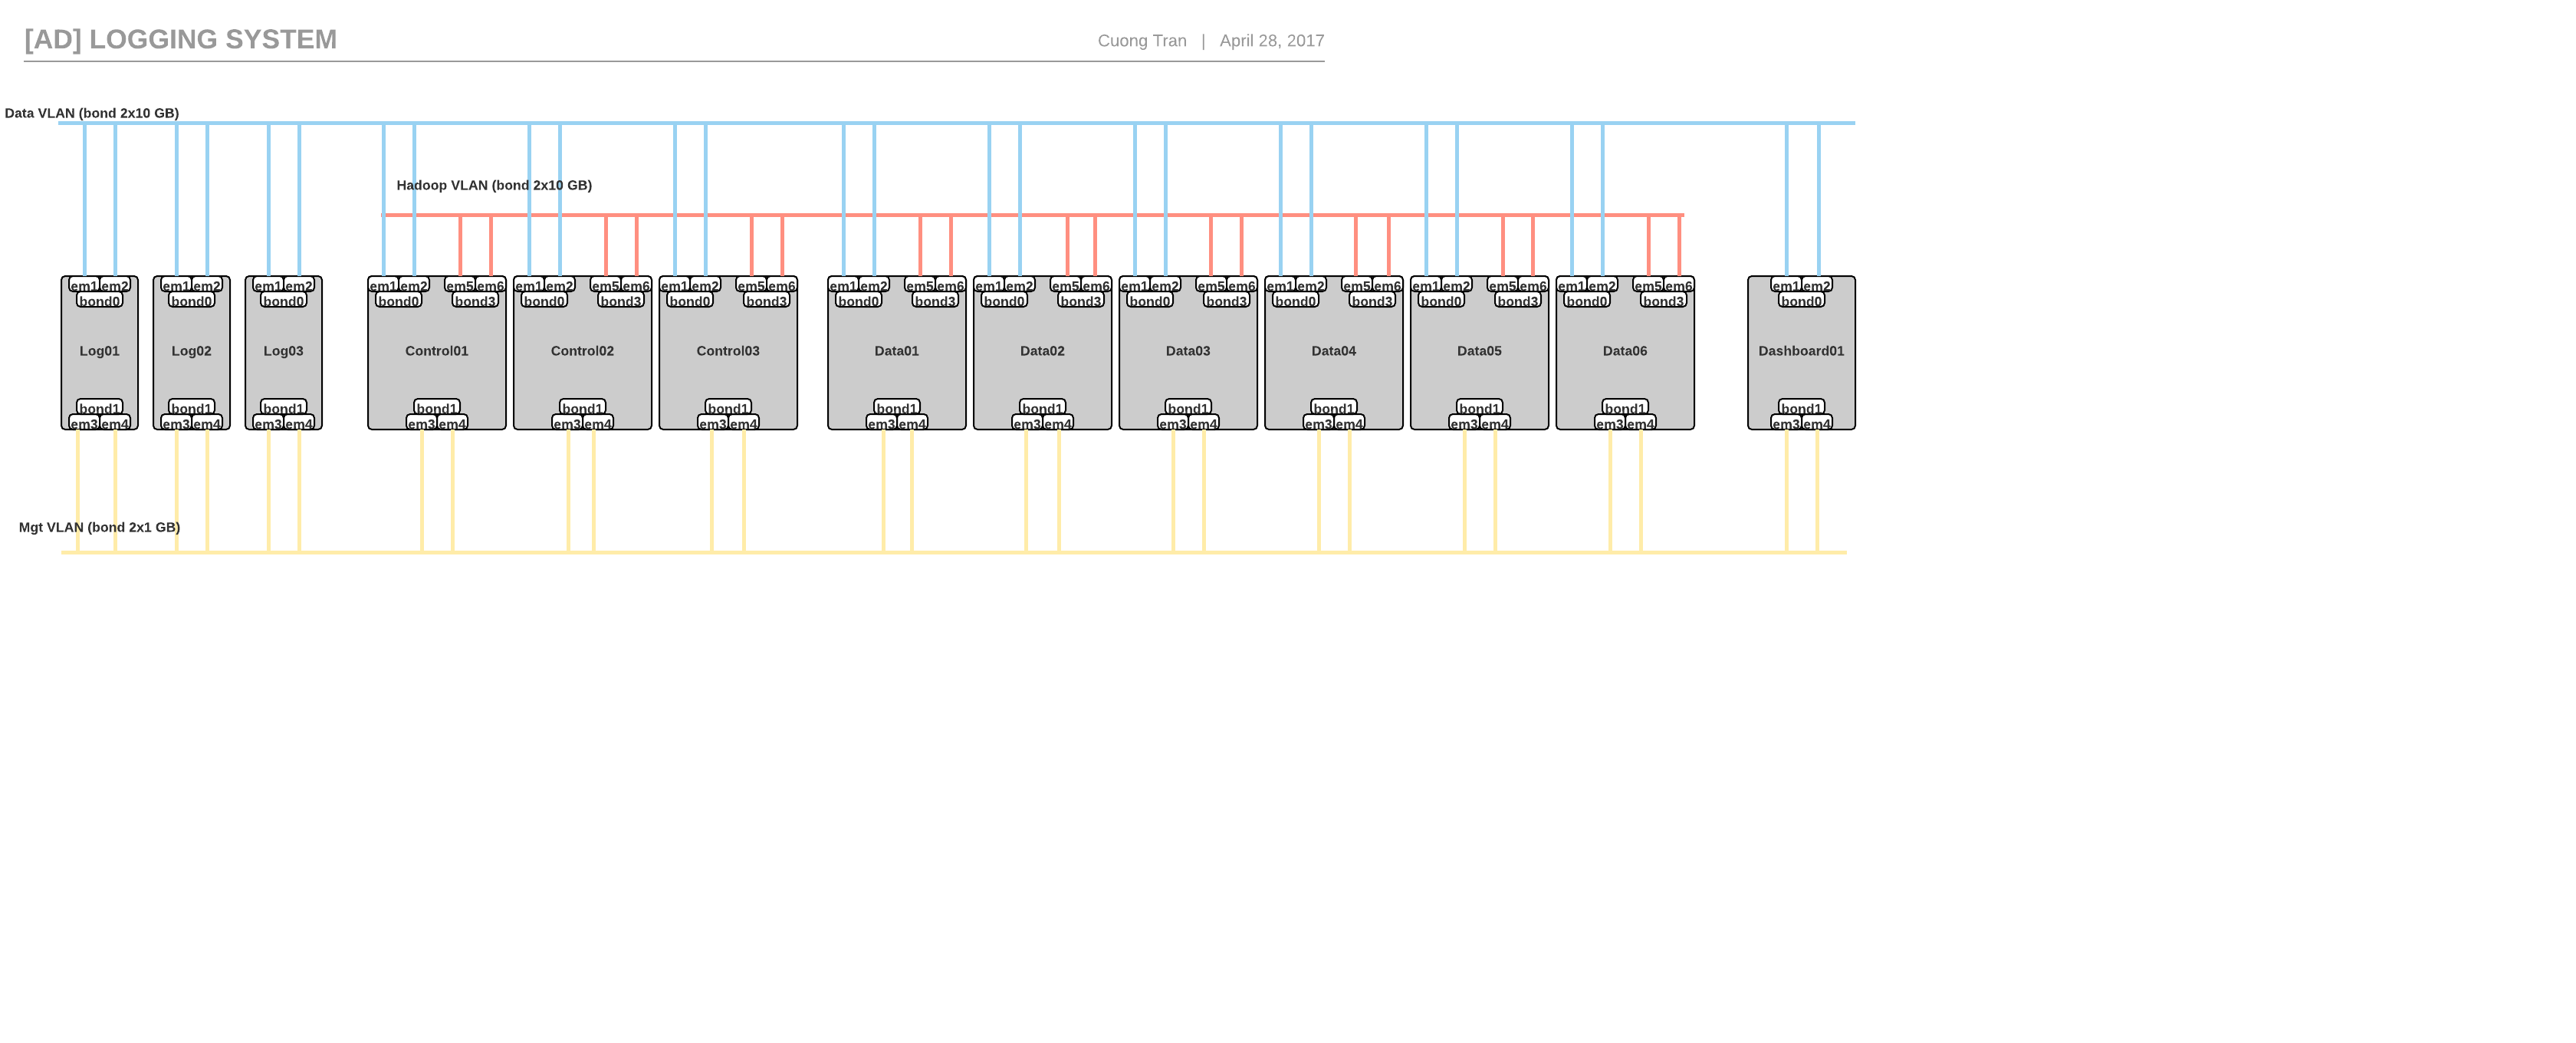 [AD] LOGGING SYSTEM
Cuong Tran | April 28, 2017
Data VLAN (bond 2x10 GB)
Hadoop VLAN (bond 2x10 GB)
em1 em2 em1 em2 em1 em2 em1 em2 em5 em6 em1 em2 em5 em6 em1 em2 em5 em6 em1 em2 em5 em6 em1 em2 em5 em6 em1 em2 em5 em6 em1 em2 em5 em6 em1 em2 em5 em6 em1 em2 em5 em6 em1 em2
bond0 bond0 bond0 bond0 bond3 bond0 bond3 bond0 bond3 bond0 bond3 bond0 bond3 bond0 bond3 bond0 bond3 bond0 bond3 bond0 bond3 bond0
Log01 Log02 Log03 Control01 Control02 Control03 Data01 Data02 Data03 Data04 Data05 Data06 Dashboard01
bond1 bond1 bond1 bond1 bond1 bond1 bond1 bond1 bond1 bond1 bond1 bond1 bond1
em3 em4 em3 em4 em3 em4 em3 em4 em3 em4 em3 em4 em3 em4 em3 em4 em3 em4 em3 em4 em3 em4 em3 em4 em3 em4
Mgt VLAN (bond 2x1 GB)